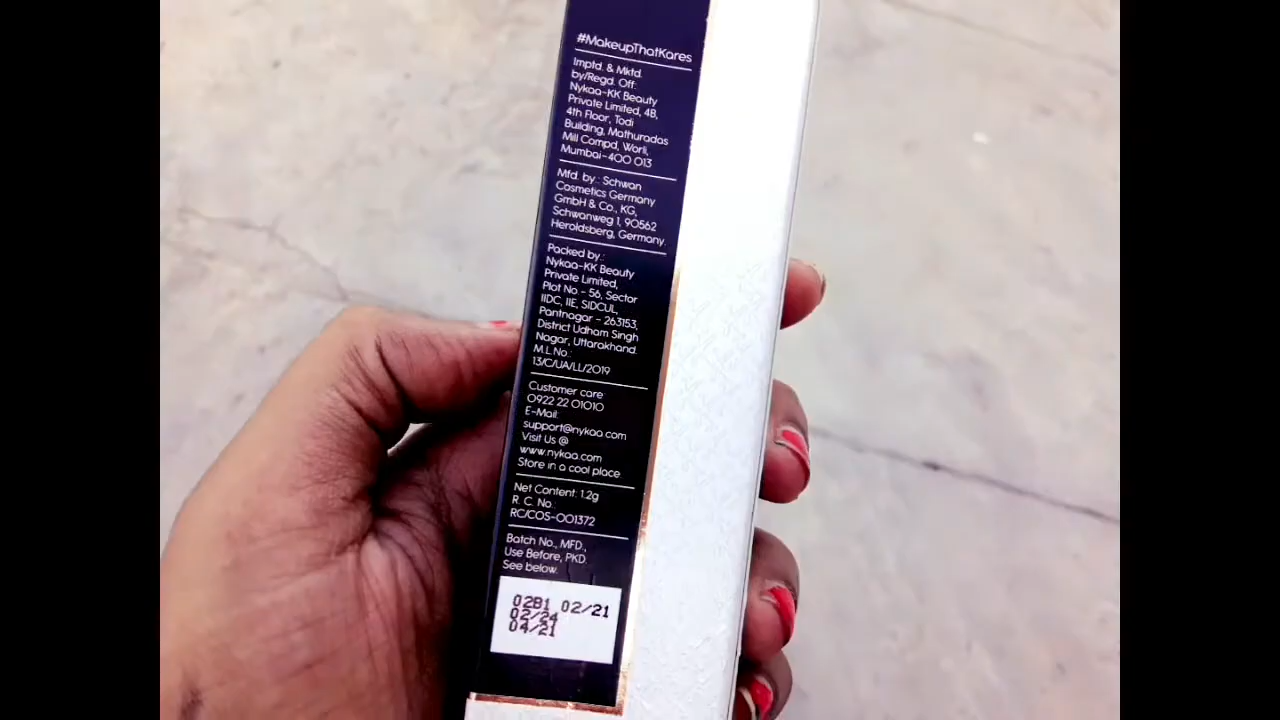 #MakeupThatKares
Imptd. & Mktd.
by/Regd. Off:
Nykaa-KK Beauty
Private Limited, 4B,
4th Floor, Todi
Building, Mathuradas
Mill Compd, Worli,
Mumbai-400 013
Mfd. by.: Schwan
Cosmetics Germany
GmbH & Co., KG,
Schwanweg 1, 90562
Heroldsberg, Germany.
Packed by.:
Nykaa-KK Beauty
Private Limited,
Plot No.- 56, Sector
IIDC, IIE, SIDCUL,
Pantnagar - 263153,
District Udham Singh
Nagar, Uttarakhand.
M.L No.:
13/C/UA/LL/2019
Customer care:
0922 22 01010
E-Mail:
support@nykaa.com
Visit Us @
www.nykaa.com
Store in a cool place.
Net Content: 1.2g
R. C. No.:
RC/COS-001372
Batch No., MFD.,
Use Before, PKD.
See below.
02B1 02/21
02/24
04/21